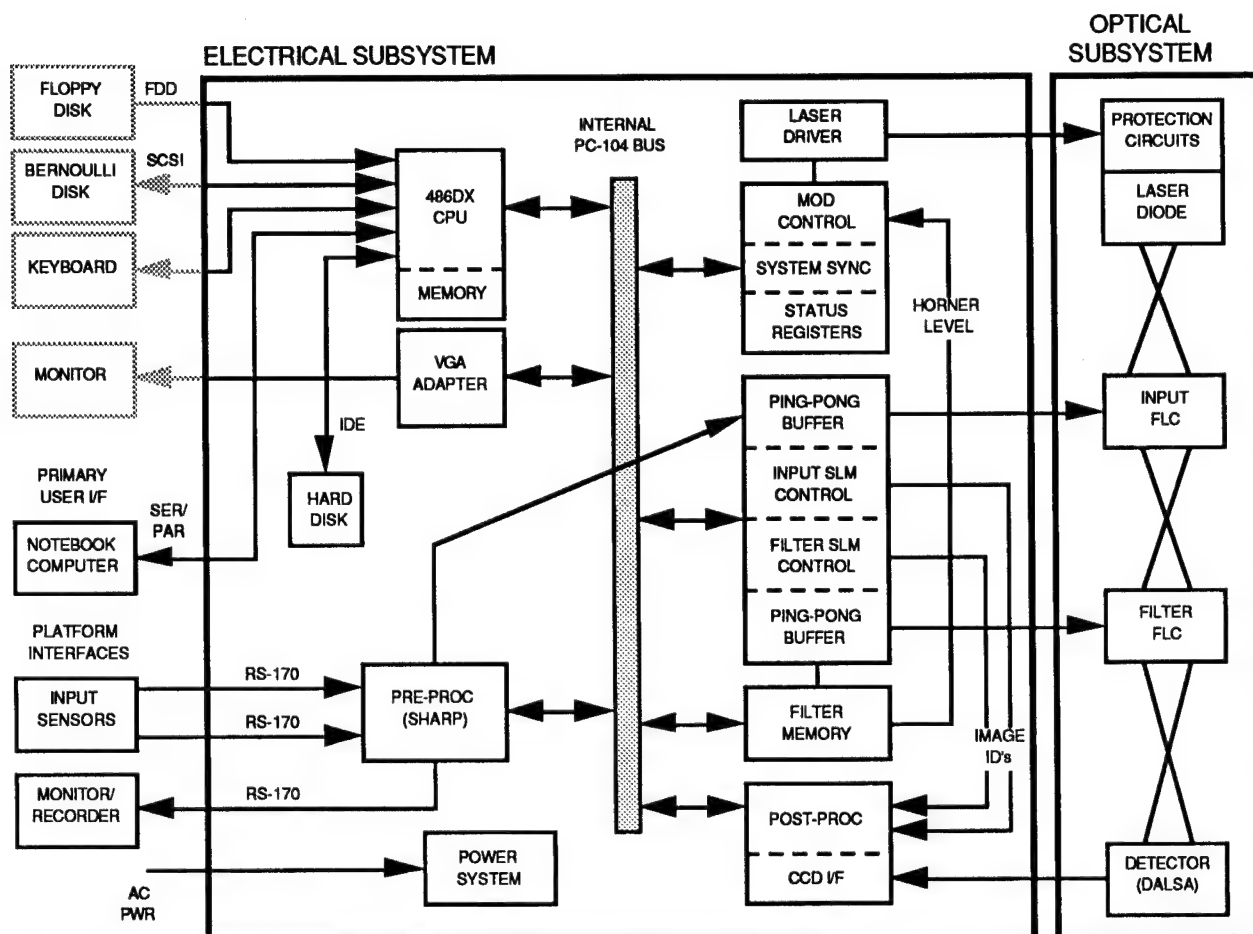 OPTICAL
SUBSYSTEM
ELECTRICAL SUBSYSTEM
FLOPPY
DISK
FDD
BERNOULLI
DISK
SCSI
KEYBOARD
MONITOR
PRIMARY
USER I/F
NOTEBOOK
COMPUTER
SER/
PAR
PLATFORM
INTERFACES
INPUT
SENSORS
MONITOR/
RECORDER
AC
PWR
486DX
CPU
MEMORY
VGA
ADAPTER
IDE
HARD
DISK
RS-170
RS-170
RS-170
PRE-PROC
(SHARP)
POWER
SYSTEM
INTERNAL
PC-104 BUS
LASER
DRIVER
MOD
CONTROL
SYSTEM SYNC
STATUS
REGISTERS
HORNER
LEVEL
PING-PONG
BUFFER
INPUT SLM
CONTROL
FILTER SLM
CONTROL
PING-PONG
BUFFER
FILTER
MEMORY
IMAGE
ID's
POST-PROC
CCD I/F
PROTECTION
CIRCUITS
LASER
DIODE
INPUT
FLC
FILTER
FLC
DETECTOR
(DALSA)